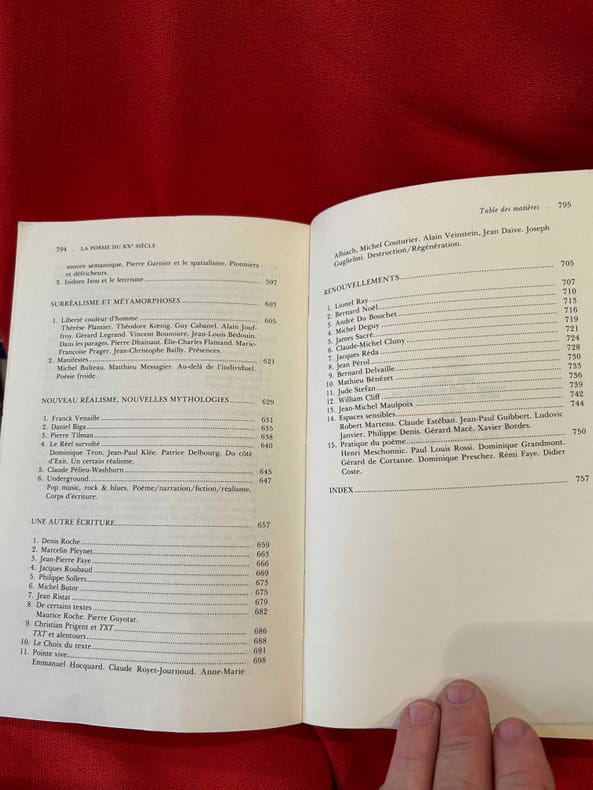 794 . LA POÉSIE DU XXe SIÈCLE
sonore sémantique. Pierre Garnier et le spatialisme. Pionniers
et défricheurs.
3. Isidore Isou et le lettrisme 597
SURRÉALISME ET MÉTAMORPHOSES 603
1. Liberté couleur d'homme 605
Thérèse Plantier. Théodore Kœnig. Guy Cabanel. Alain Jouf-
froy. Gérard Legrand. Vincent Bounoure. Jean-Louis Bédouin.
Dans les parages. Pierre Dhainaut. Élie-Charles Flamand. Marie-
Françoise Prager. Jean-Christophe Bailly. Présences.
2. Manifestes 621
Michel Bulteau. Matthieu Messagier. Au-delà de l'individuel.
Poésie froide.
NOUVEAU RÉALISME, NOUVELLES MYTHOLOGIES 629
1. Franck Venaille 631
2. Daniel Biga 635
3. Pierre Tilman 638
4. Le Réel survolté 640
Dominique Tron. Jean-Paul Klée. Patrice Delbourg. Du côté
d'Exit. Un certain réalisme.
5. Claude Pélieu-Washburn 645
6. Underground 647
Pop music, rock & blues. Poème/narration/fiction/réalisme.
Corps d'écriture.
UNE AUTRE ÉCRITURE 657
1. Denis Roche 659
2. Marcelin Pleynet 663
3. Jean-Pierre Faye 666
4. Jacques Roubaud 669
5. Philippe Sollers 673
6. Michel Butor 675
7. Jean Ristat 679
8. De certains textes 682
Maurice Roche. Pierre Guyotat.
9. Christian Prigent et TXT 686
TXT et alentours 688
10. Le Choix du texte 691
11. Pointe vive 698
Emmanuel Hocquard. Claude Royet-Journoud. Anne-Marie
Table des matières . 795
Albiach, Michel Couturier. Alain Veinstein, Jean Daive. Joseph
Guglielmi. Destruction/Régénération.
RENOUVELLEMENTS 705
1. Lionel Ray 707
2. Bernard Noël 710
3. André Du Bouchet 713
4. Michel Deguy 716
5. James Sacré 719
6. Claude-Michel Cluny 721
7. Jacques Réda 724
8. Jean Pérol 728
9. Bernard Delvaille 730
10. Mathieu Bénézet 733
11. Jude Stefan 736
12. William Cliff 739
13. Jean-Michel Maulpoix 742
14. Espaces sensibles 744
Robert Marteau. Claude Estéban. Jean-Paul Guibbert. Ludovic
Janvier. Philippe Denis. Gérard Macé. Xavier Bordes.
15. Pratique du poème 750
Henri Meschonnic. Paul Louis Rossi. Dominique Grandmont.
Gérard de Cortanze. Dominique Preschez. Rémi Faye. Didier
Coste.
INDEX 757